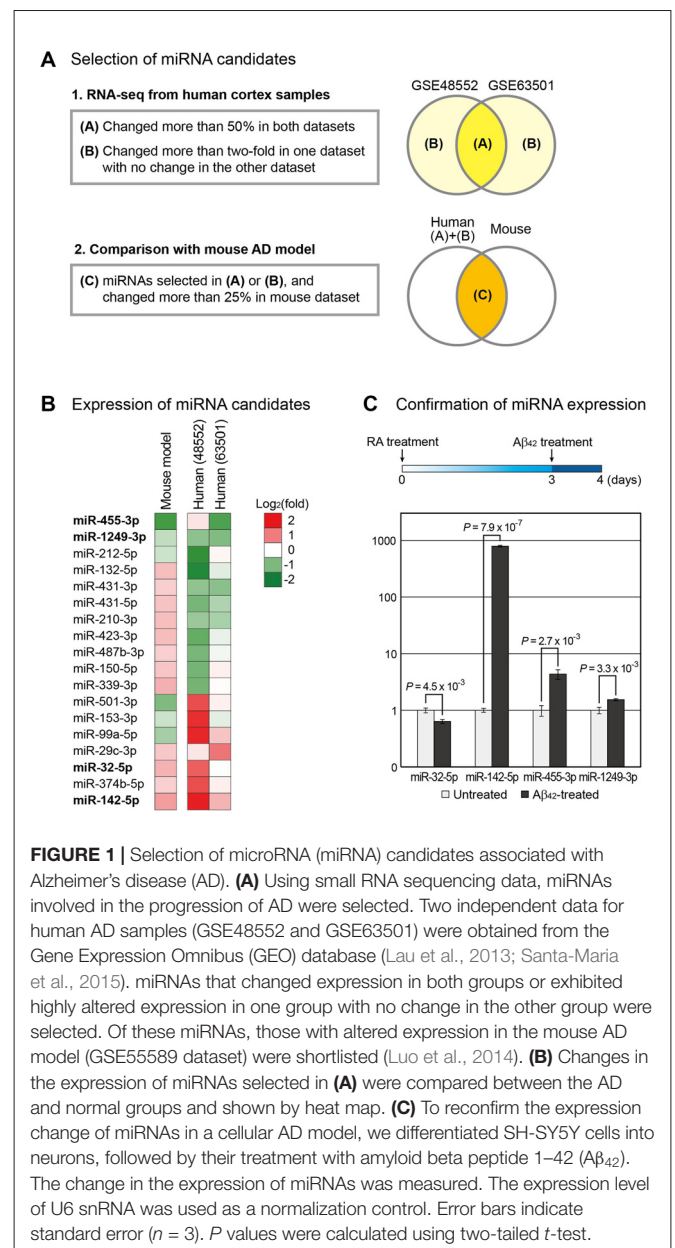 A Selection of miRNA candidates
1. RNA-seq from human cortex samples
(A) Changed more than 50% in both datasets
(B) Changed more than two-fold in one dataset
with no change in the other dataset
GSE48552 GSE63501
(B) (A) (B)
2. Comparison with mouse AD model
(C) miRNAs selected in (A) or (B), and
changed more than 25% in mouse dataset
Human
(A)+(B)
Mouse
(C)
B Expression of miRNA candidates
Mouse model
Human (48552)
Human (63501)
miR-455-3p
miR-1249-3p
miR-212-5p
miR-132-5p
miR-431-3p
miR-431-5p
miR-210-3p
miR-423-3p
miR-487b-3p
miR-150-5p
miR-339-3p
miR-501-3p
miR-153-3p
miR-99a-5p
miR-29c-3p
miR-32-5p
miR-374b-5p
miR-142-5p
Log2(fold)
2
1
0
-1
-2
C Confirmation of miRNA expression
RA treatment Aβ42 treatment
0 3 4 (days)
1000
100
10
1
0
P = 4.5 x 10-3
P = 7.9 x 10-7
P = 2.7 x 10-3
P = 3.3 x 10-3
miR-32-5p miR-142-5p miR-455-3p miR-1249-3p
Untreated Aβ42-treated
FIGURE 1 | Selection of microRNA (miRNA) candidates associated with
Alzheimer's disease (AD). (A) Using small RNA sequencing data, miRNAs
involved in the progression of AD were selected. Two independent data for
human AD samples (GSE48552 and GSE63501) were obtained from the
Gene Expression Omnibus (GEO) database (Lau et al., 2013; Santa-Maria
et al., 2015). miRNAs that changed expression in both groups or exhibited
highly altered expression in one group with no change in the other group were
selected. Of these miRNAs, those with altered expression in the mouse AD
model (GSE55589 dataset) were shortlisted (Luo et al., 2014). (B) Changes in
the expression of miRNAs selected in (A) were compared between the AD
and normal groups and shown by heat map. (C) To reconfirm the expression
change of miRNAs in a cellular AD model, we differentiated SH-SY5Y cells into
neurons, followed by their treatment with amyloid beta peptide 1–42 (Aβ42).
The change in the expression of miRNAs was measured. The expression level
of U6 snRNA was used as a normalization control. Error bars indicate
standard error (n = 3). P values were calculated using two-tailed t-test.